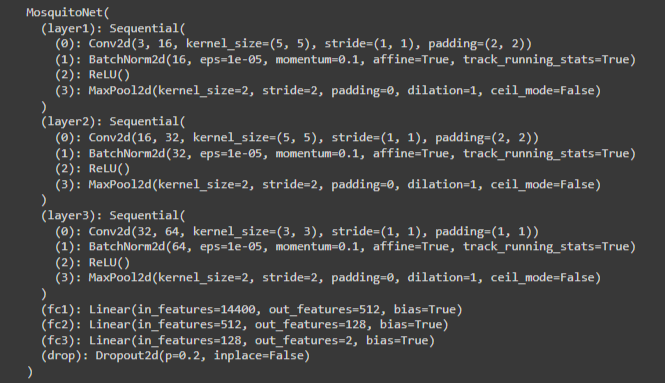 MosquitoNet(
(layer1): Sequential(
(0): Conv2d(3, 16, kernel_size=(5, 5), stride=(1, 1), padding=(2, 2))
(1): BatchNorm2d(16, eps=1e-05, momentum=0.1, affine=True, track_running_stats=True)
(2): ReLU()
(3): MaxPool2d(kernel_size=2, stride=2, padding=0, dilation=1, ceil_mode=False)
)
(layer2): Sequential(
(0): Conv2d(16, 32, kernel_size=(5, 5), stride=(1, 1), padding=(2, 2))
(1): BatchNorm2d(32, eps=1e-05, momentum=0.1, affine=True, track_running_stats=True)
(2): ReLU()
(3): MaxPool2d(kernel_size=2, stride=2, padding=0, dilation=1, ceil_mode=False)
)
(layer3): Sequential(
(0): Conv2d(32, 64, kernel_size=(3, 3), stride=(1, 1), padding=(1, 1))
(1): BatchNorm2d(64, eps=1e-05, momentum=0.1, affine=True, track_running_stats=True)
(2): ReLU()
(3): MaxPool2d(kernel_size=2, stride=2, padding=0, dilation=1, ceil_mode=False)
)
(fc1): Linear(in_features=14400, out_features=512, bias=True)
(fc2): Linear(in_features=512, out_features=128, bias=True)
(fc3): Linear(in_features=128, out_features=2, bias=True)
(drop): Dropout2d(p=0.2, inplace=False)
)